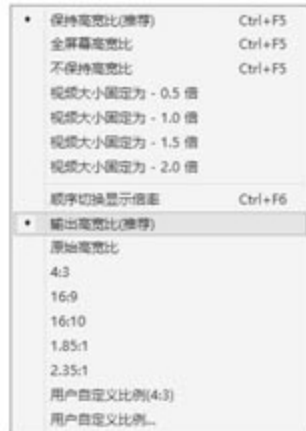 保持高宽比(推荐) Ctrl+F5
全屏幕高宽比 Ctrl+F5
不保持高宽比 Ctrl+F5
视频大小固定为 - 0.5 倍
视频大小固定为 - 1.0 倍
视频大小固定为 - 1.5 倍
视频大小固定为 - 2.0 倍
顺序切换显示倍率 Ctrl+F6
输出高宽比(推荐)
原始高宽比
4:3
16:9
16:10
1.85:1
2.35:1
用户自定义比例(4:3)
用户自定义比例...